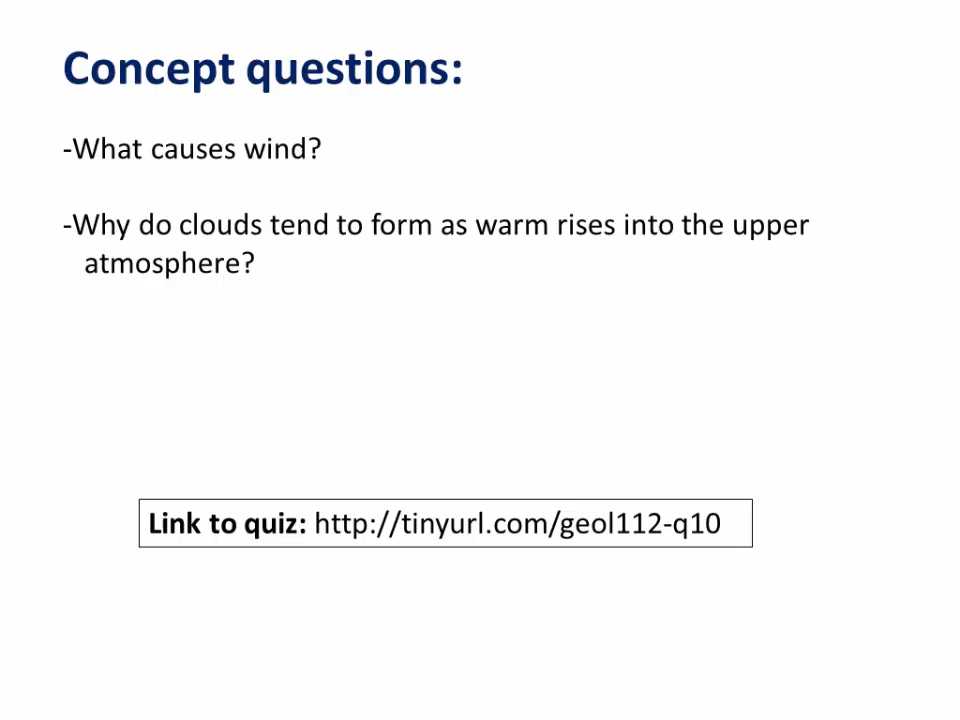 Concept questions:
-What causes wind?
-Why do clouds tend to form as warm rises into the upper
atmosphere?
Link to quiz: http://tinyurl.com/geol112-q10